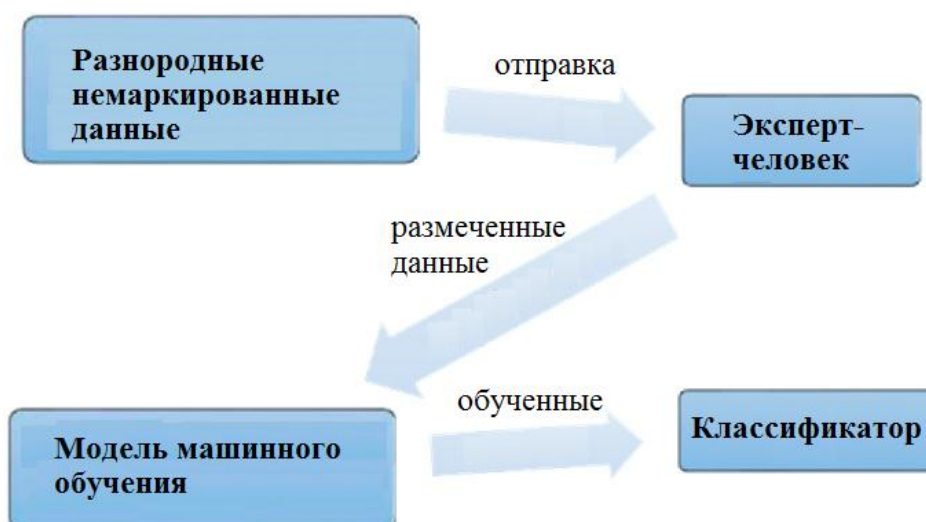 Разнородные
немаркированные
данные
отправка
Эксперт-
человек
размеченные
данные
Модель машинного
обучения
обученные
Классификатор